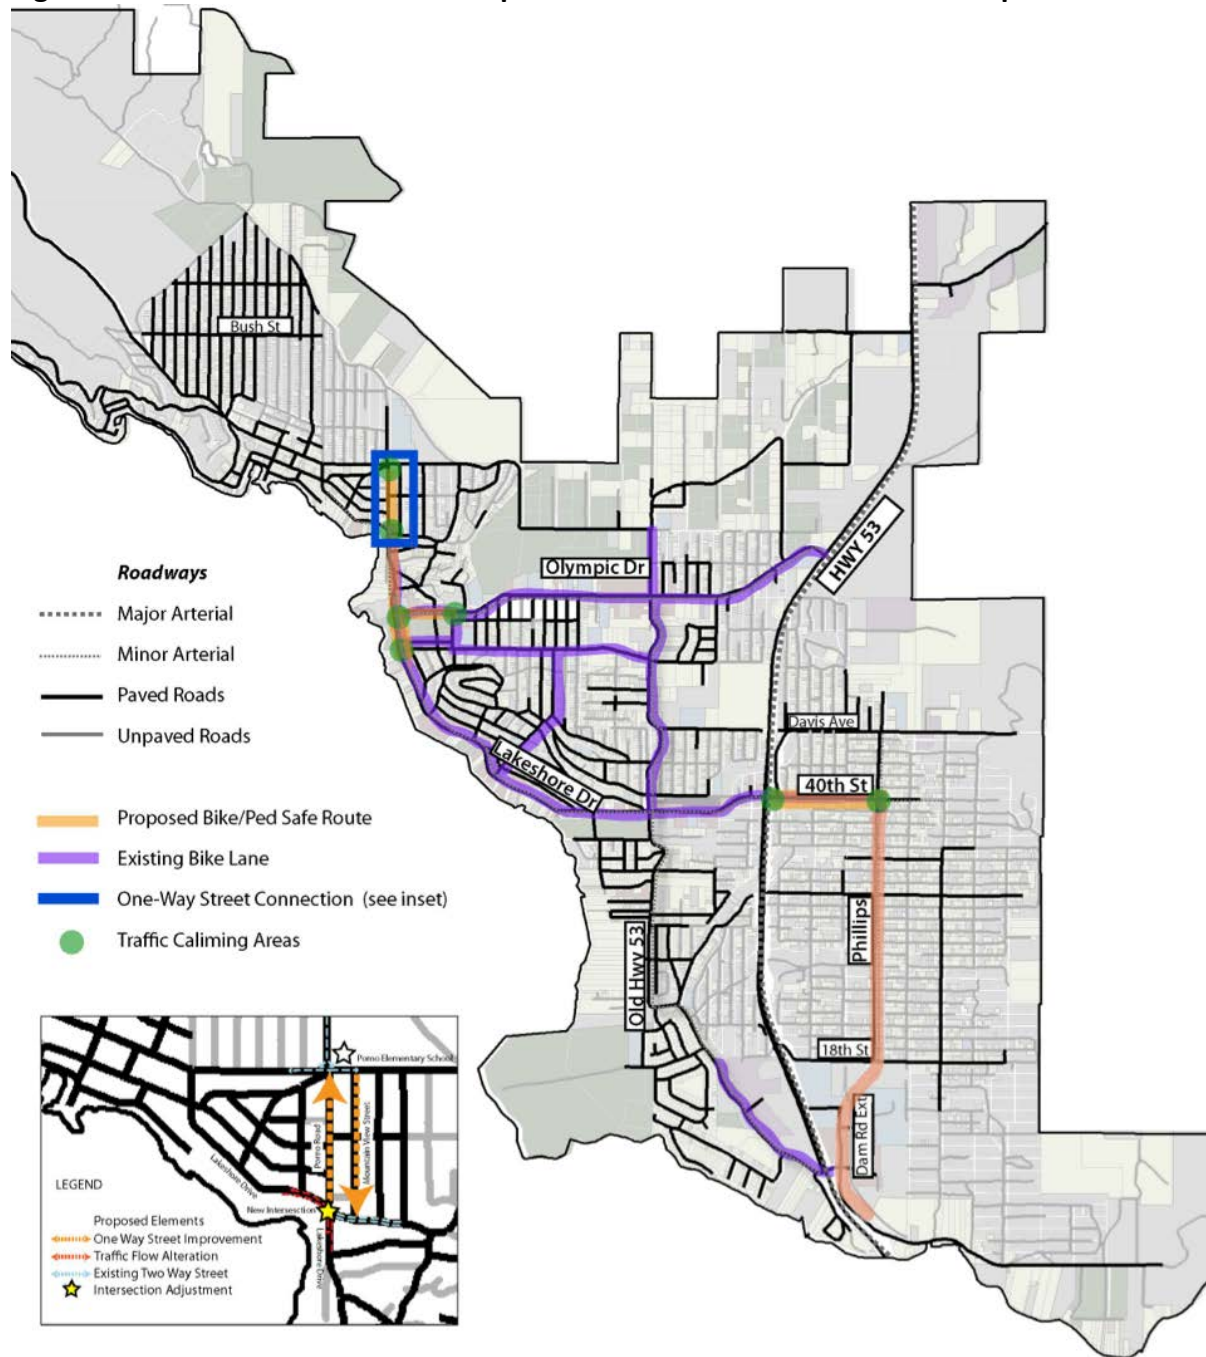 Bush St
Olympic Dr
HWY 53
Roadways
Major Arterial
Minor Arterial
Paved Roads
Unpaved Roads
Davis Ave
Lakeshore Dr
40th St
Proposed Bike/Ped Safe Route
Existing Bike Lane
One-Way Street Connection (see inset)
Traffic Caliming Areas
Phillips
Old Hwy 53
18th St
Dam Rd Ext
Pomo Elementary School
Pomo Road
Mountain View Street
Lakeshore Drive
New Intersesction
Lakeshore Drive
LEGEND
Proposed Elements
One Way Street Improvement
Traffic Flow Alteration
Existing Two Way Street
Intersection Adjustment